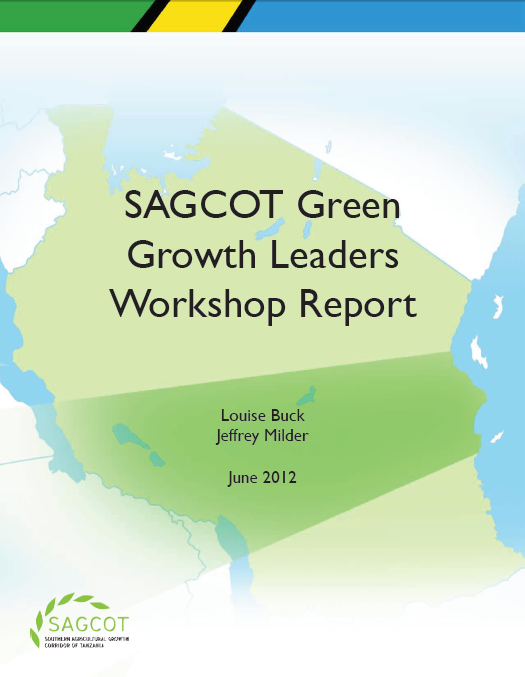 SAGCOT Green
Growth Leaders
Workshop Report
Louise Buck
Jeffrey Milder
June 2012
SAGCOT
SOUTHERN AGRICULTURAL GROWTH
CORRIDOR OF TANZANIA